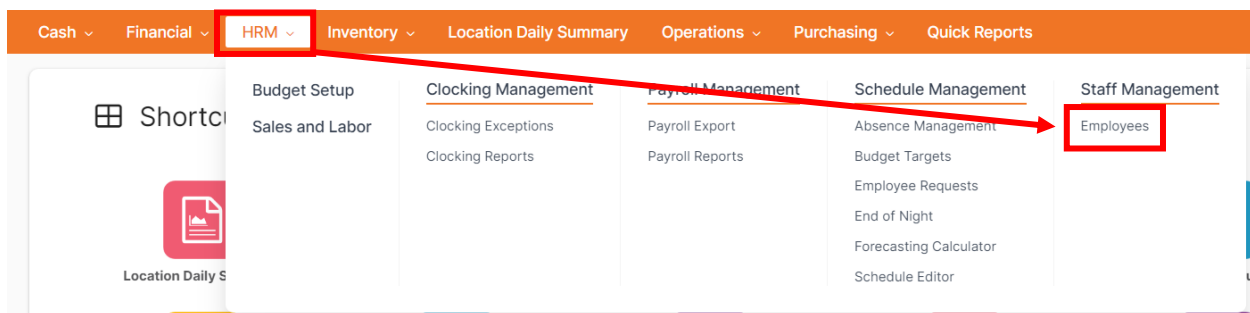 Cash Financial HRM Inventory Location Daily Summary Operations Purchasing Quick Reports
Shortc
Budget Setup
Sales and Labor
Clocking Management
Clocking Exceptions
Clocking Reports
Payroll Management
Payroll Export
Payroll Reports
Schedule Management
Absence Management
Budget Targets
Employee Requests
End of Night
Forecasting Calculator
Schedule Editor
Staff Management
Employees
Location Daily S